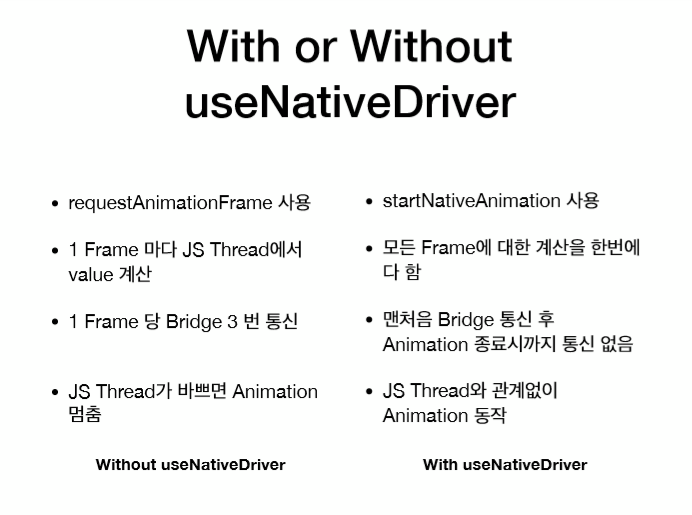 With or Without
useNativeDriver
• requestAnimationFrame 사용
• 1 Frame 마다 JS Thread에서
value 계산
• 1 Frame 당 Bridge 3 번 통신
• JS Thread가 바쁘면 Animation
멈춤
Without useNativeDriver
• startNativeAnimation 사용
• 모든 Frame에 대한 계산을 한번에
다 함
• 맨처음 Bridge 통신 후
Animation 종료시까지 통신 없음
• JS Thread와 관계없이
Animation 동작
With useNativeDriver